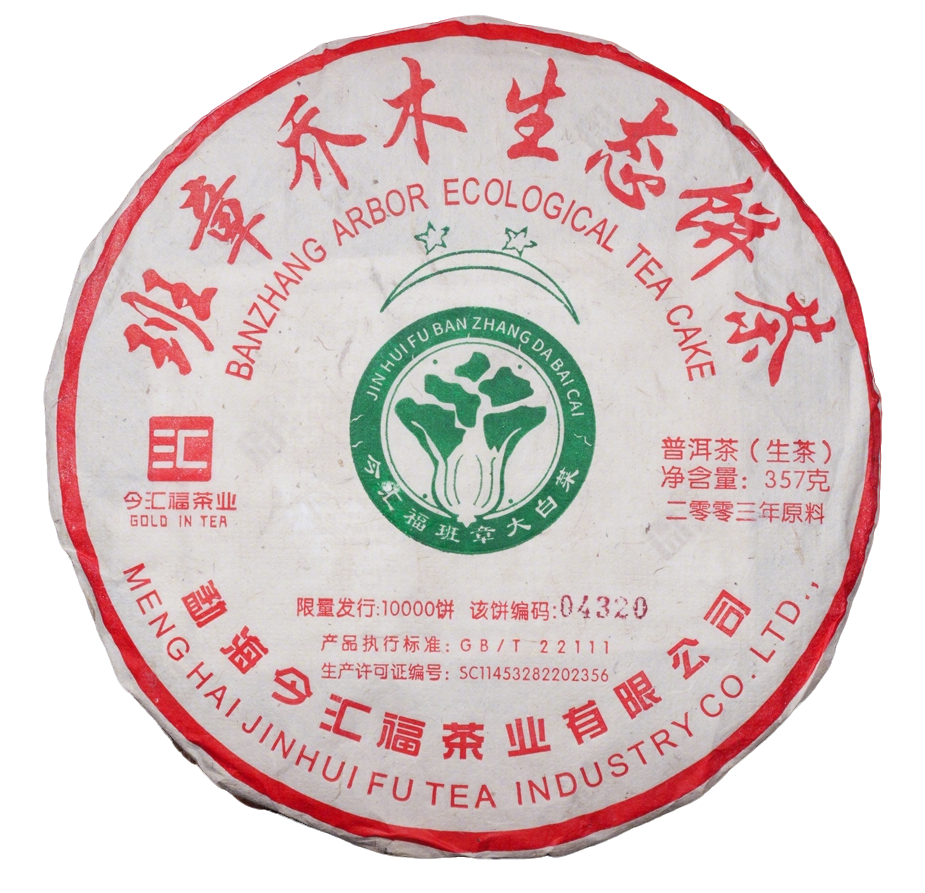 班章乔木生态饼茶
BANZHANG ARBOR ECOLOGICAL TEA CAKE
JIN HUI FU BAN ZHANG DA BAI CAI
今汇福班章大白菜
汇
今汇福茶业
GOLD IN TEA
普洱茶（生茶）
净含量：357克
二零零三年原料
限量发行:10000饼 该饼编码:04320
产品执行标准：GB/T 22111
生产许可证编号：SC11453282202356
勐海今汇福茶业有限公司
MENG HAI JINHUI FU TEA INDUSTRY CO. LTD.,